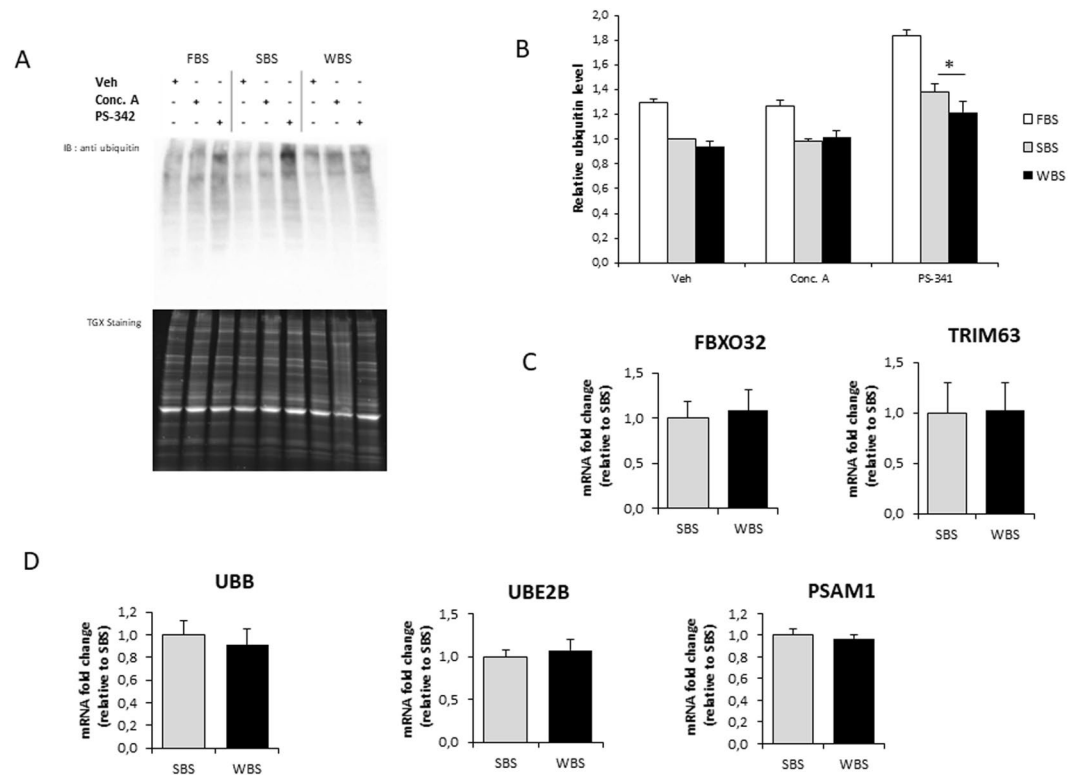 A
FBS SBS WBS
Veh + - - + - - + - -
Conc. A - + - - + - - + -
PS-342 - - + - - + - - +
IB : anti ubiquitin
TGX Staining
B
Relative ubiquitin level
2,0
1,8
1,6
1,4
1,2
1,0
0,8
0,6
0,4
0,2
0,0
*
Veh Conc. A PS-341
FBS
SBS
WBS
C
FBXO32
mRNA fold change
(relative to SBS)
1,5
1,0
0,5
0,0
SBS WBS
TRIM63
mRNA fold change
(relative to SBS)
1,5
1,0
0,5
0,0
SBS WBS
D
UBB
mRNA fold change
(relative to SBS)
1,2
1,0
0,8
0,6
0,4
0,2
0,0
SBS WBS
UBE2B
mRNA fold change
(relative to SBS)
1,5
1,0
0,5
0,0
SBS WBS
PSAM1
mRNA fold change
(relative to SBS)
1,2
1,0
0,8
0,6
0,4
0,2
0,0
SBS WBS